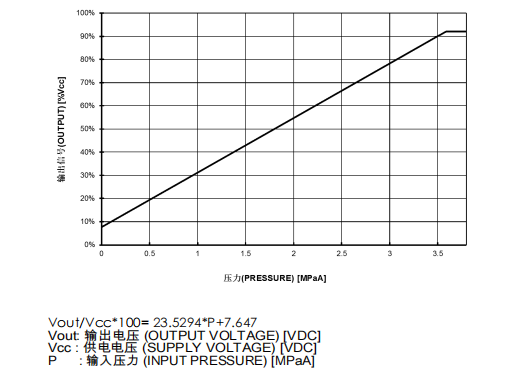 100%
90%
80%
70%
60%
50%
40%
30%
20%
10%
0%
输出信号(OUTPUT) [%Vcc]
0 0.5 1 1.5 2 2.5 3 3.5
压力(PRESSURE) [MPaA]
Vout/Vcc*100= 23.5294*P+7.647
Vout: 输出电压 (OUTPUT VOLTAGE) [VDC]
Vcc : 供电电压 (SUPPLY VOLTAGE) [VDC]
P : 输入压力 (INPUT PRESSURE) [MPaA]